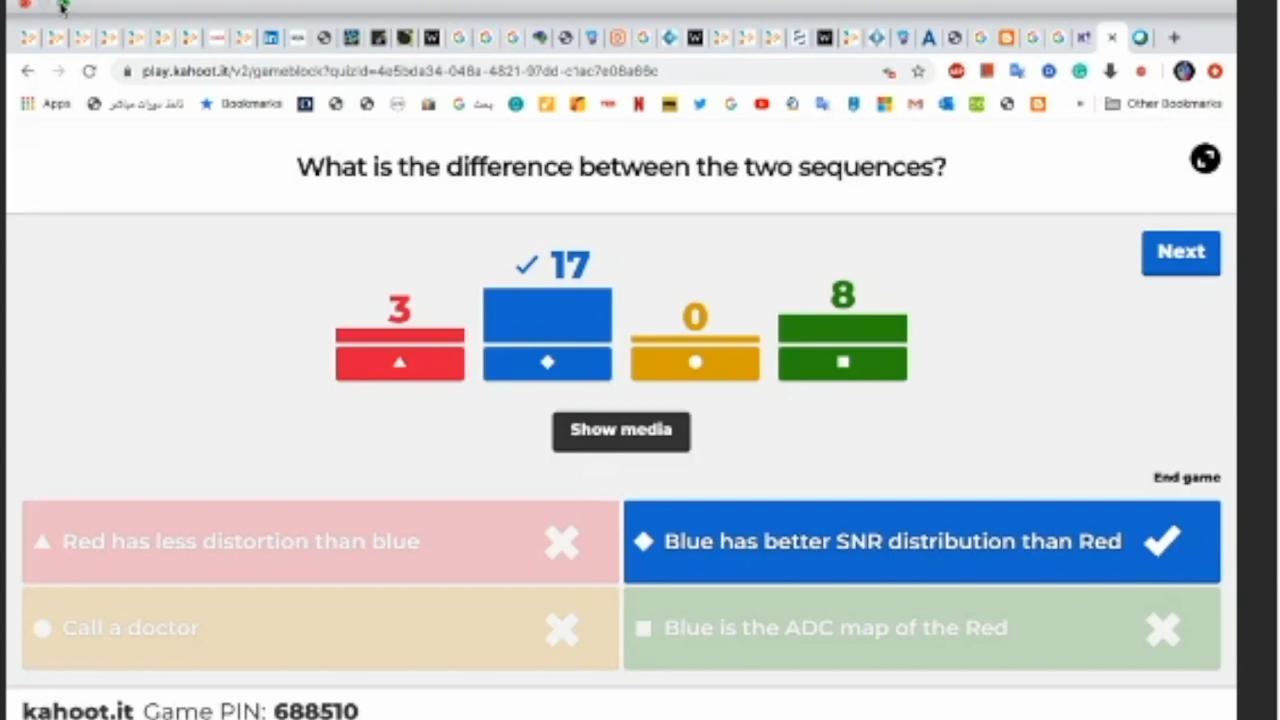 play.kahoot.it/v2/gameblock?quizId=4e5bda34-048a-4821-97dd-c1ac7e08a66c
Apps
Bookmarks
بحث
Other Bookmarks
What is the difference between the two sequences?
Next
3
17
0
8
Show media
End game
Red has less distortion than blue
Blue has better SNR distribution than Red
Call a doctor
Blue is the ADC map of the Red
kahoot.it Game PIN: 688510